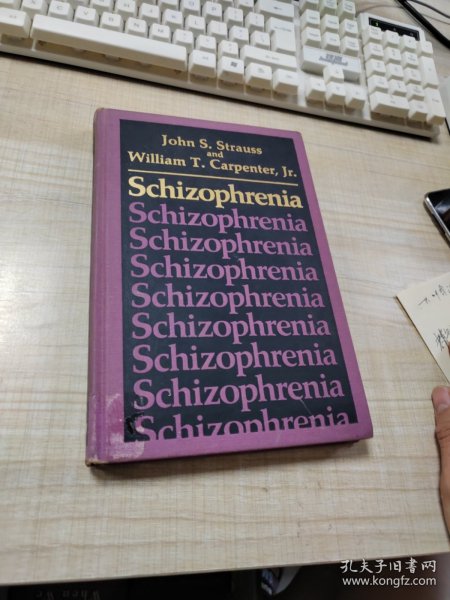 John S. Strauss
and
William T. Carpenter, Jr.
Schizophrenia
Schizophrenia
Schizophrenia
Schizophrenia
Schizophrenia
Schizophrenia
Schizophrenia
Schizophrenia
Schizophrenia
孔夫子旧书网
www.kongfz.com